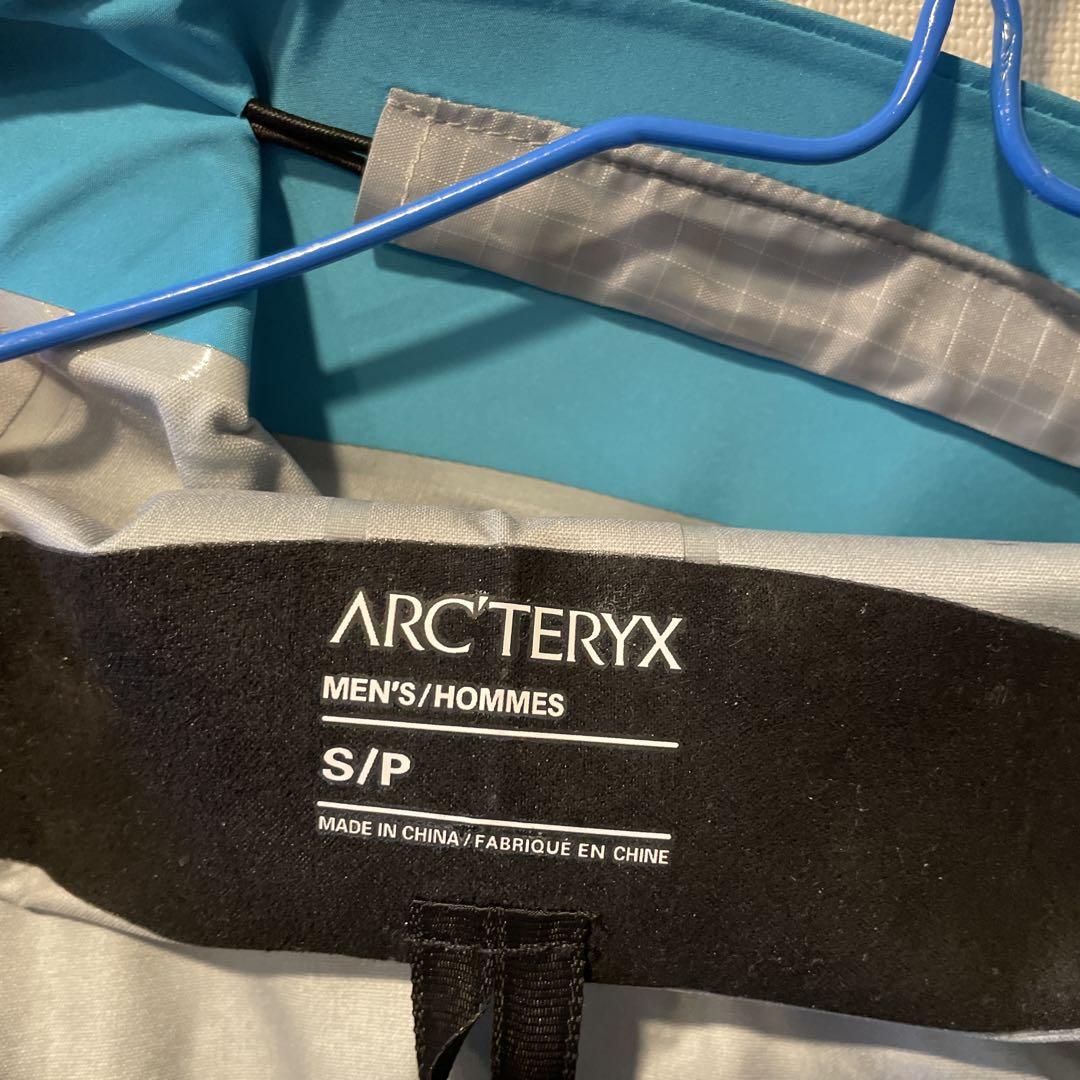 ARC'TERYX
MEN'S/HOMMES
S/P
MADE IN CHINA/FABRIQUÉ EN CHINE